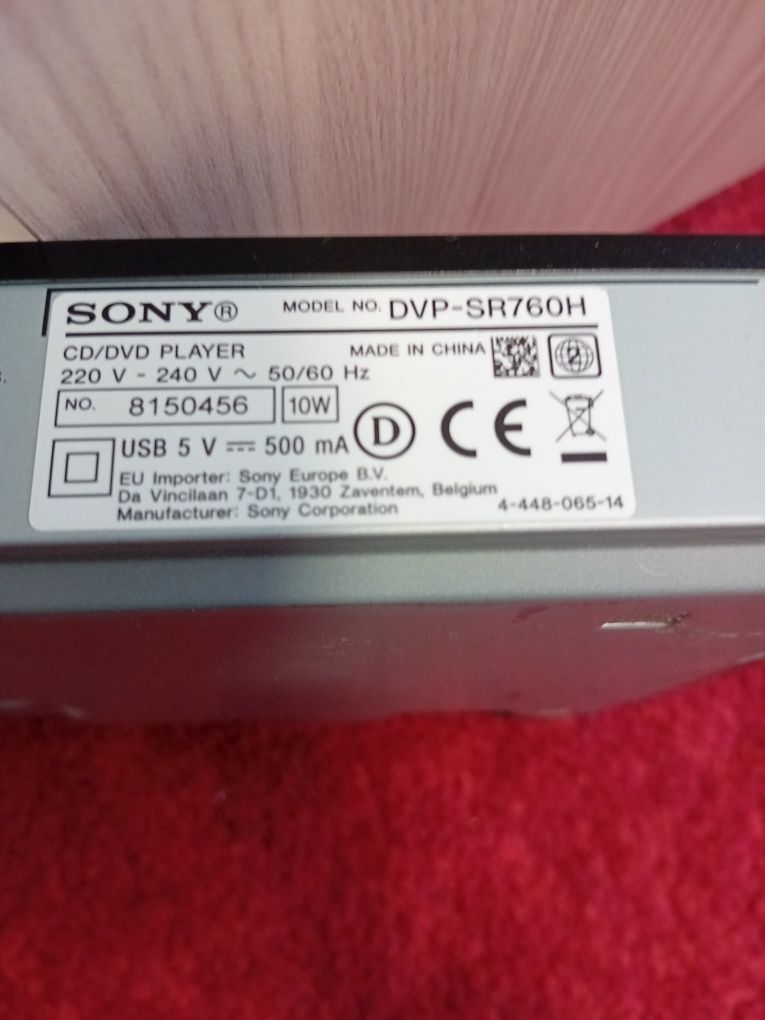 SONY® MODEL NO. DVP-SR760H
CD/DVD PLAYER MADE IN CHINA
220 V - 240 V ~ 50/60 Hz
NO. 8150456 10W
USB 5 V ⎓ 500 mA D CE
2
EU Importer: Sony Europe B.V.
Da Vincilaan 7-D1, 1930 Zaventem, Belgium
Manufacturer: Sony Corporation 4-448-065-14